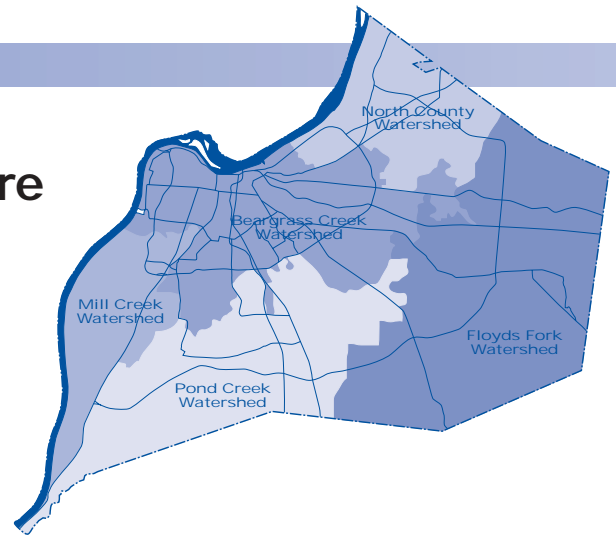 North County
Watershed
re
Beargrass Creek
Watershed
Mill Creek
Watershed
Floyds Fork
Watershed
Pond Creek
Watershed